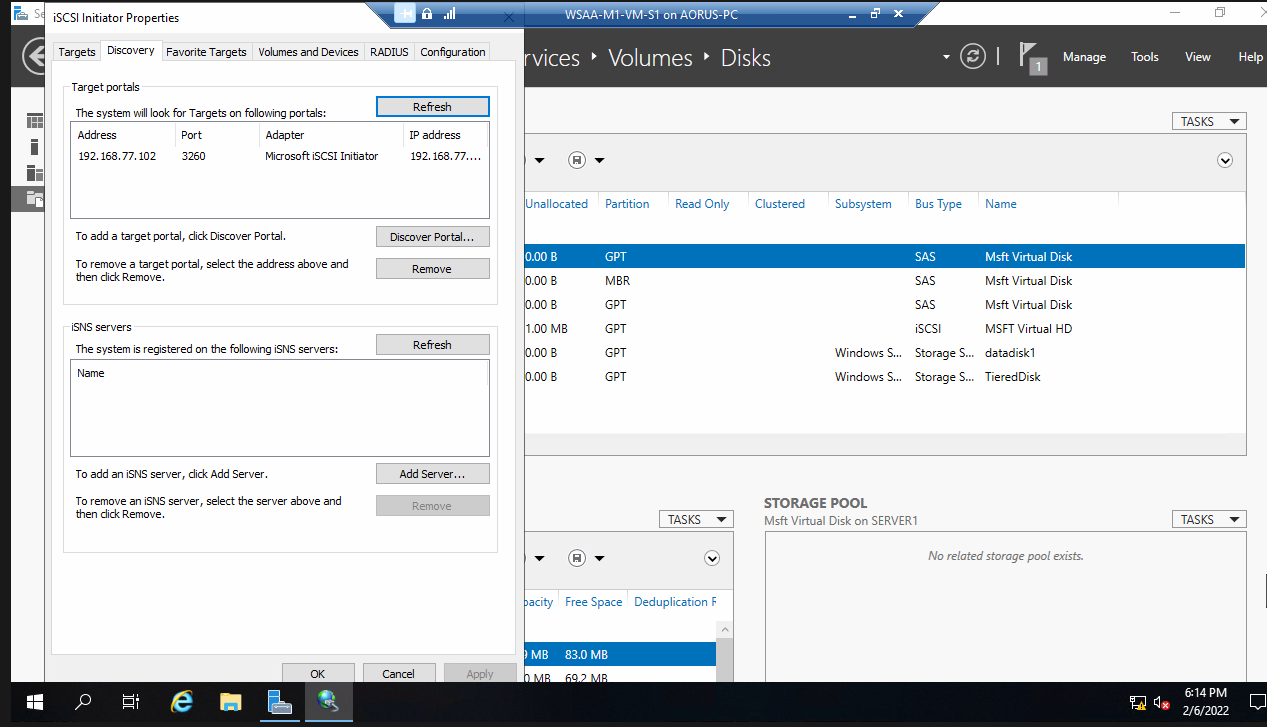 iSCSI Initiator Properties
WSAA-M1-VM-S1 on AORUS-PC
Targets Discovery Favorite Targets Volumes and Devices RADIUS Configuration
Volumes Disks
1 Manage Tools View Help
Target portals
The system will look for Targets on following portals: Refresh
Address Port Adapter IP address
192.168.77.102 3260 Microsoft iSCSI Initiator 192.168.77....
To add a target portal, click Discover Portal. Discover Portal...
To remove a target portal, select the address above and
then click Remove.
Remove
iSNS servers
The system is registered on the following iSNS servers: Refresh
Name
To add an iSNS server, click Add Server. Add Server...
To remove an iSNS server, select the server above and
then click Remove.
Remove
OK Cancel Apply
TASKS
Unallocated Partition Read Only Clustered Subsystem Bus Type Name
0.00 B GPT SAS Msft Virtual Disk
0.00 B MBR SAS Msft Virtual Disk
0.00 B GPT SAS Msft Virtual Disk
1.00 MB GPT iSCSI MSFT Virtual HD
0.00 B GPT Windows S... Storage S... datadisk1
0.00 B GPT Windows S... Storage S... TieredDisk
TASKS
Free Space Deduplication R
MB 83.0 MB
MB 69.2 MB
STORAGE POOL
Msft Virtual Disk on SERVER1
TASKS
No related storage pool exists.
6:14 PM
2/6/2022